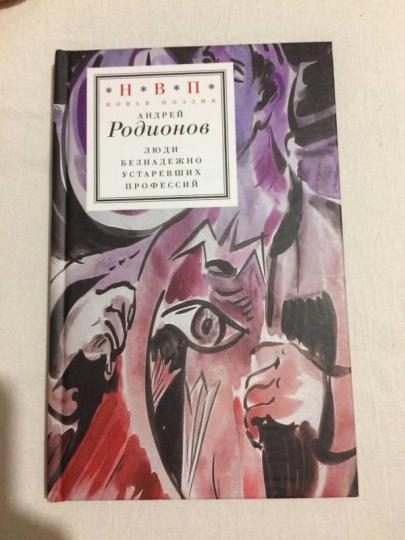 *Н*В*П*
НОВАЯ ПОЭЗИЯ
АНДРЕЙ
Родионов
ЛЮДИ
БЕЗНАДЕЖНО
УСТАРЕВШИХ
ПРОФЕССИЙ